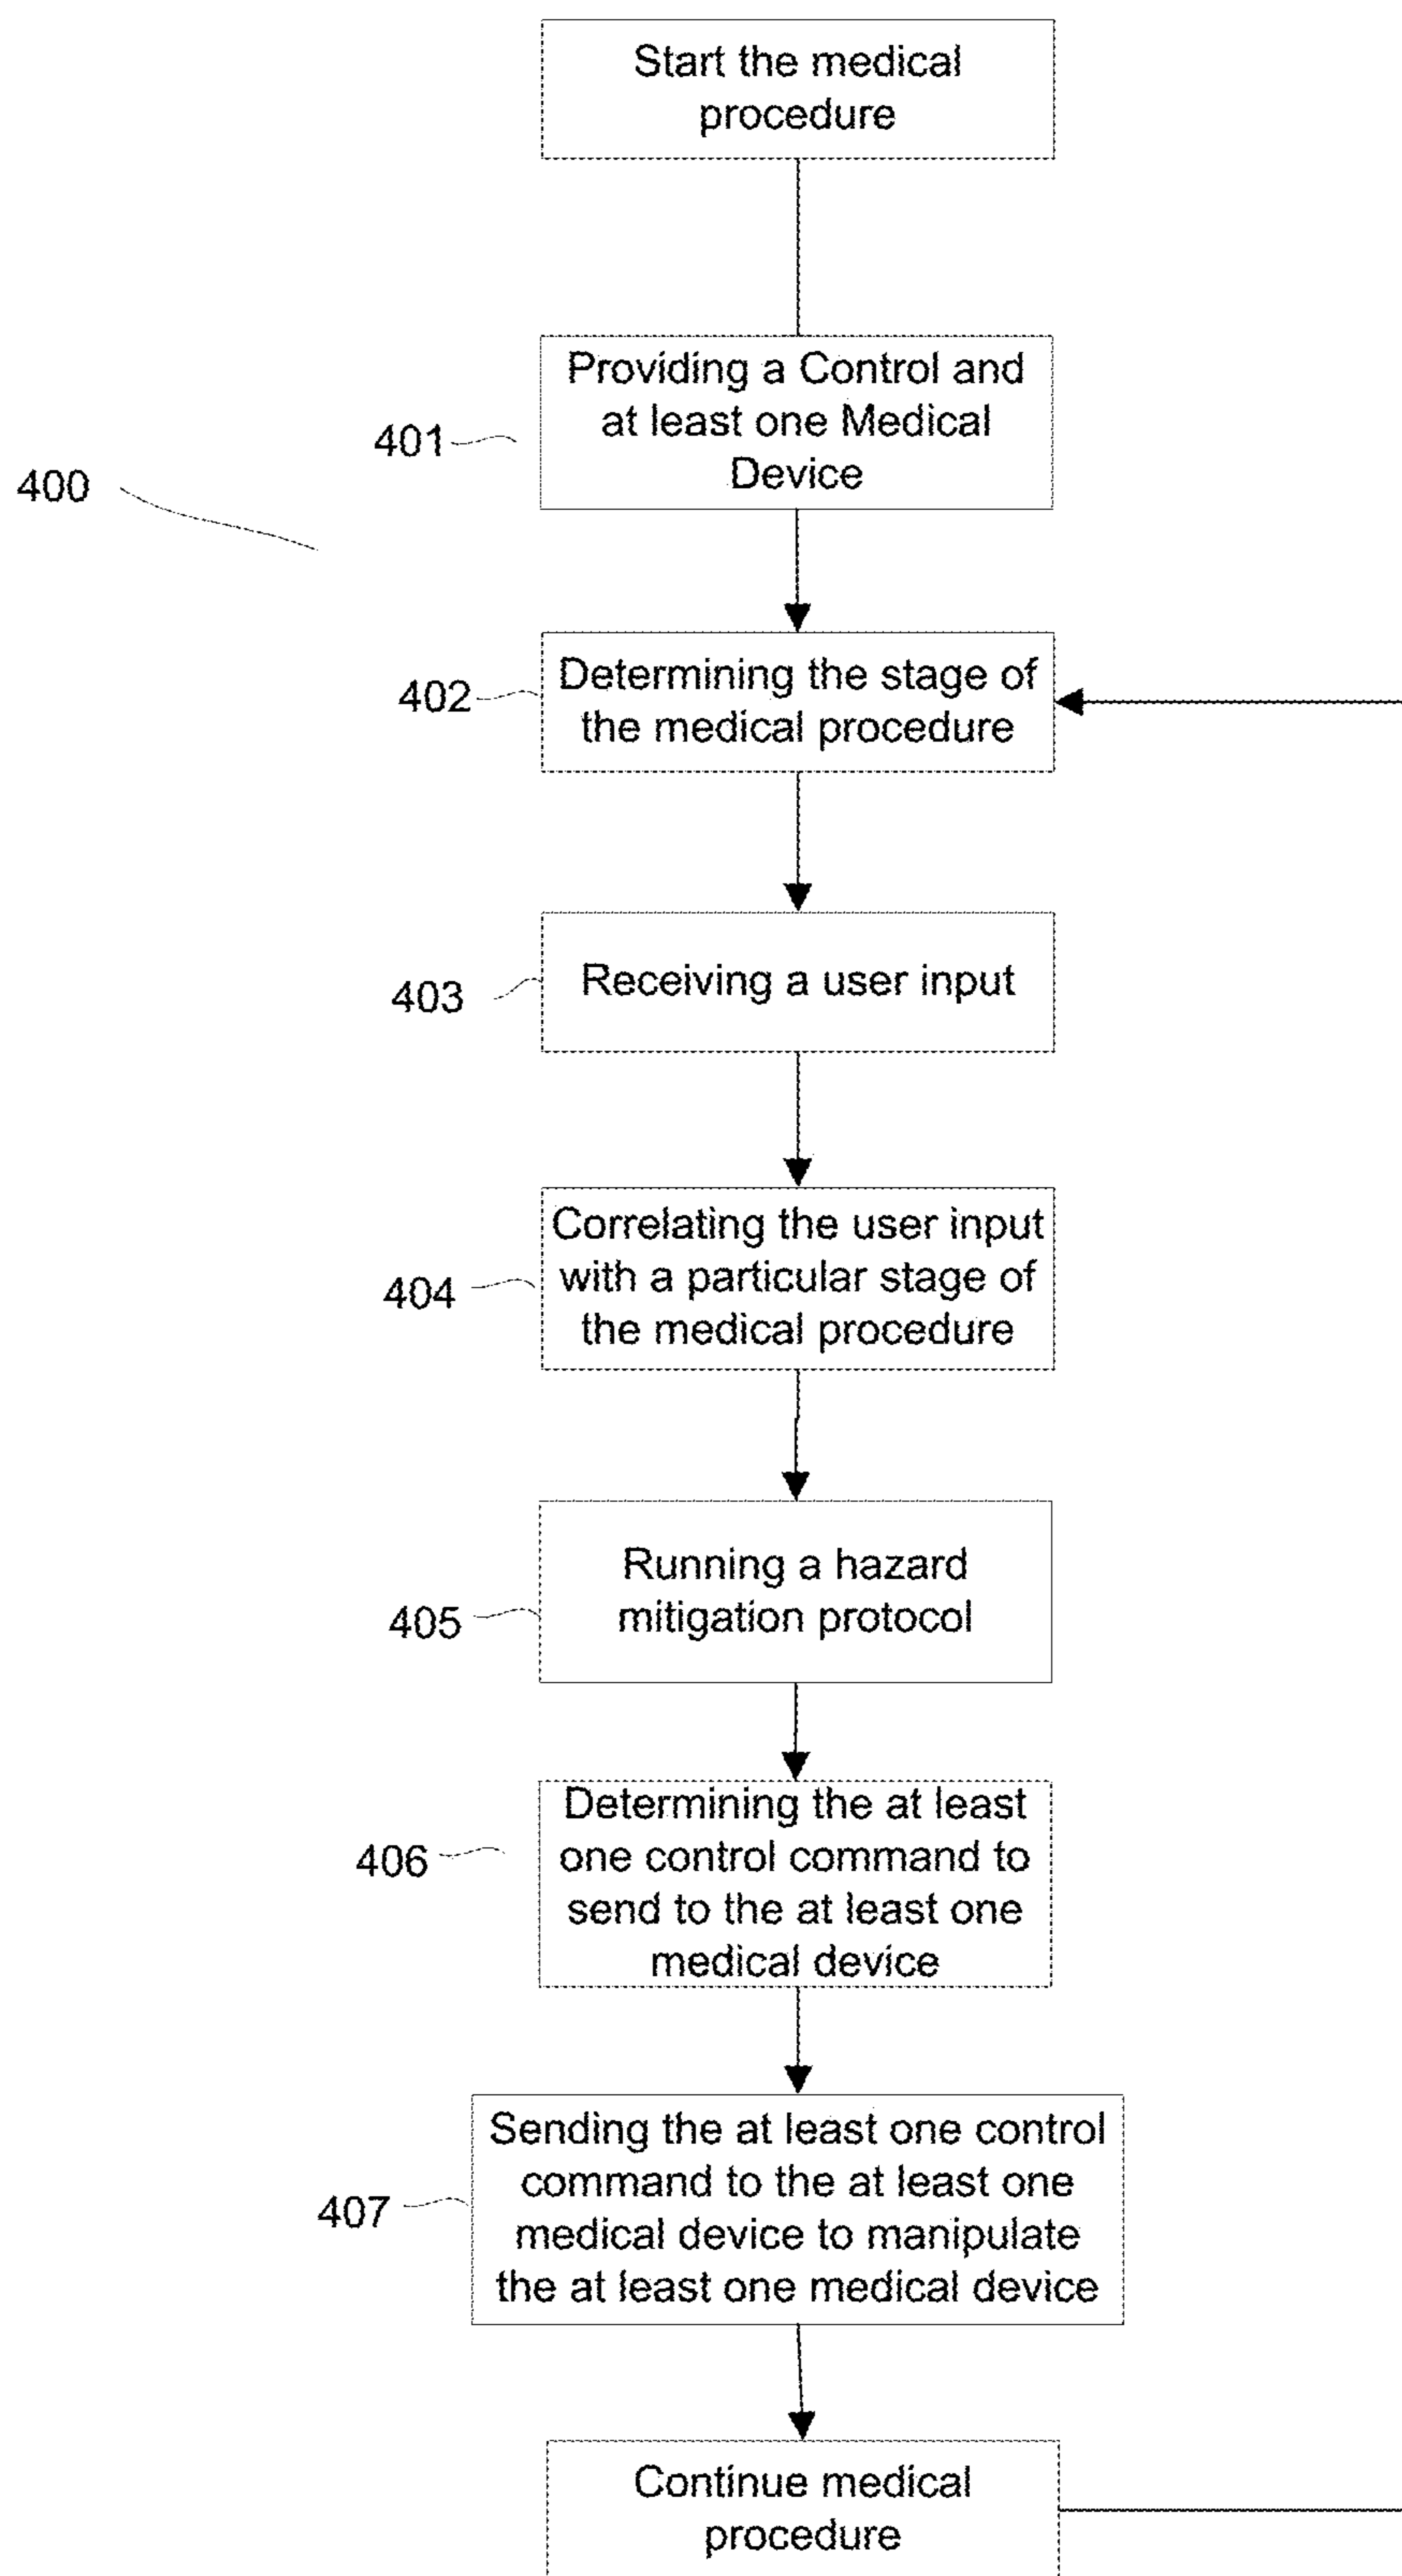 Start the medical
procedure
Providing a Control and
at least one Medical
Device
401
400
Determining the stage of
the medical procedure
402
Receiving a user input
403
Correlating the user input
with a particular stage of
the medical procedure
404
Running a hazard
mitigation protocol
405
Determining the at least
one control command to
send to the at least one
medical device
406
Sending the at least one control
command to the at least one
medical device to manipulate
the at least one medical device
407
Continue medical
procedure